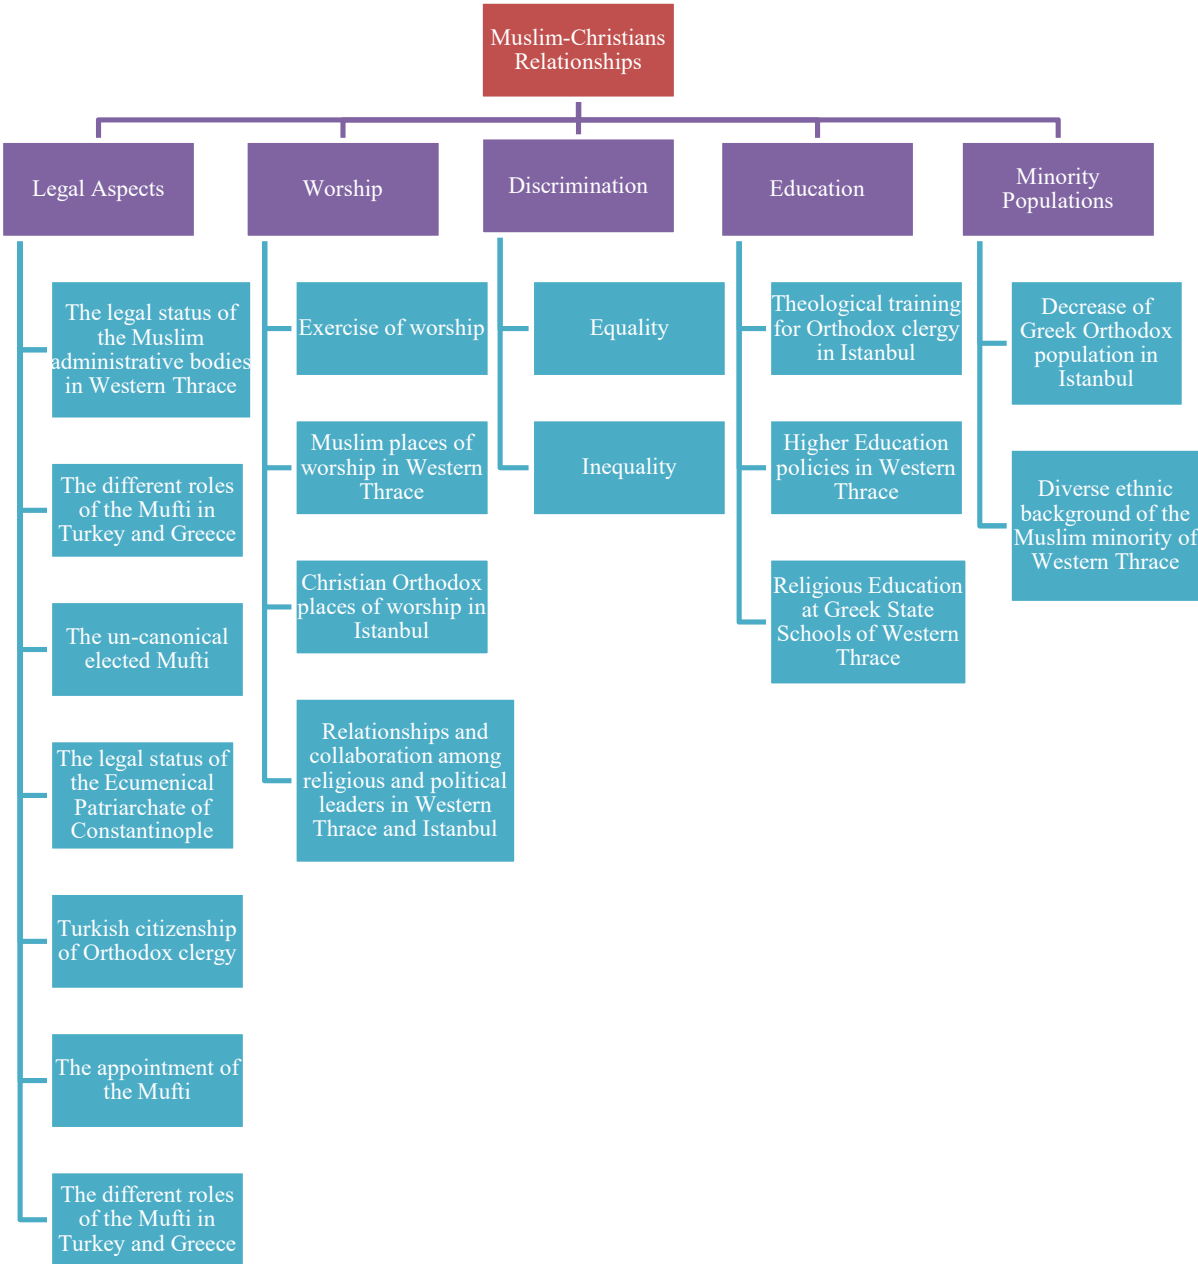 Muslim-Christians
Relationships
Legal Aspects
The legal status of
the Muslim
administrative bodies
in Western Thrace
The different roles
of the Mufti in
Turkey and Greece
The un-canonical
elected Mufti
The legal status of
the Ecumenical
Patriarchate of
Constantinople
Turkish citizenship
of Orthodox clergy
The appointment of
the Mufti
The different roles
of the Mufti in
Turkey and Greece
Worship
Exercise of worship
Muslim places of
worship in Western
Thrace
Christian Orthodox
places of worship in
Istanbul
Relationships and
collaboration among
religious and political
leaders in Western
Thrace and Istanbul
Discrimination
Equality
Inequality
Education
Theological training
for Orthodox clergy
in Istanbul
Higher Education
policies in Western
Thrace
Religious Education
at Greek State
Schools of Western
Thrace
Minority
Populations
Decrease of
Greek Orthodox
population in
Istanbul
Diverse ethnic
background of the
Muslim minority of
Western Thrace